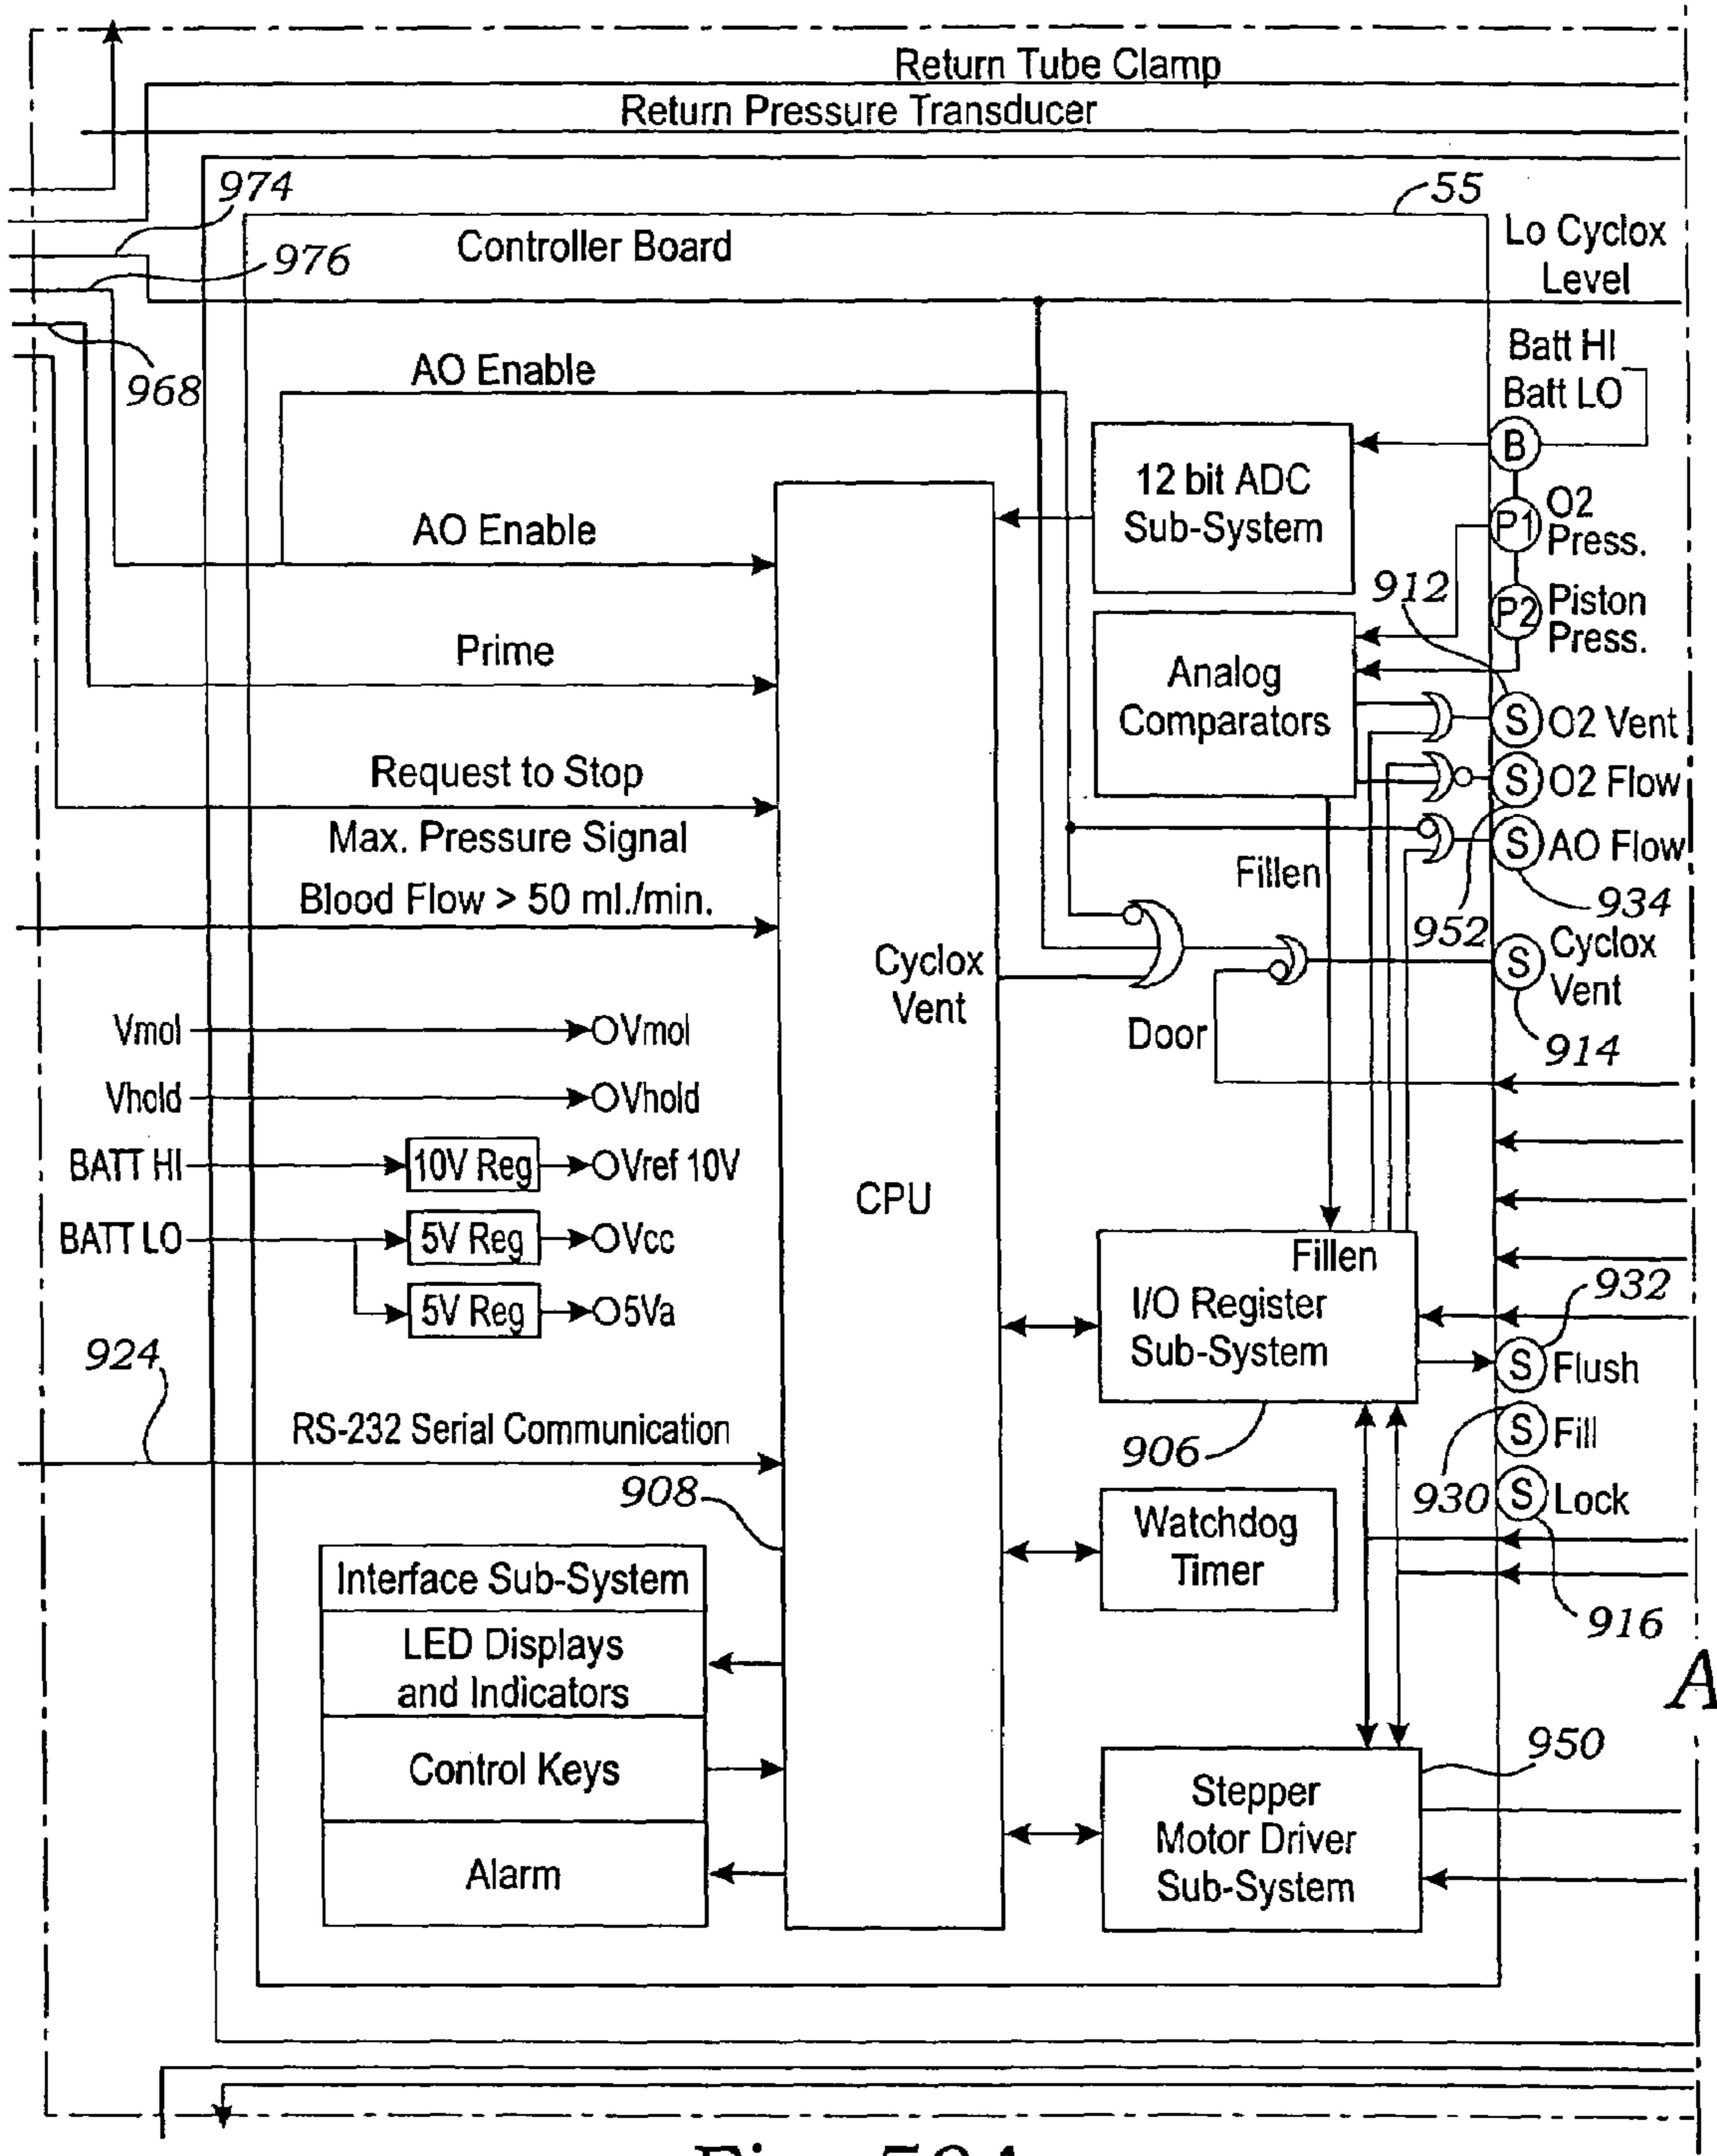 Return Tube Clamp
Return Pressure Transducer
974
55
Controller Board
Lo Cyclox
Level
976
968
AO Enable
Batt HI
Batt LO
B
12 bit ADC
Sub-System
AO Enable
P1
O2
Press.
912
P2
Piston
Press.
Prime
Analog
Comparators
S
O2 Vent
Request to Stop
S
O2 Flow
Max. Pressure Signal
S
AO Flow
Fillen
934
952
Blood Flow > 50 ml./min.
Cyclox
Vent
S
Cyclox
Vent
Door
914
Vmol
Vmol
Vhold
Vhold
BATT HI
10V Reg
Vref 10V
CPU
BATT LO
5V Reg
Vcc
5V Reg
5Va
Fillen
I/O Register
Sub-System
932
S
Flush
924
RS-232 Serial Communication
906
S
Fill
930
S
Lock
908
Watchdog
Timer
916
Interface Sub-System
LED Displays
and Indicators
Control Keys
Alarm
A
950
Stepper
Motor Driver
Sub-System